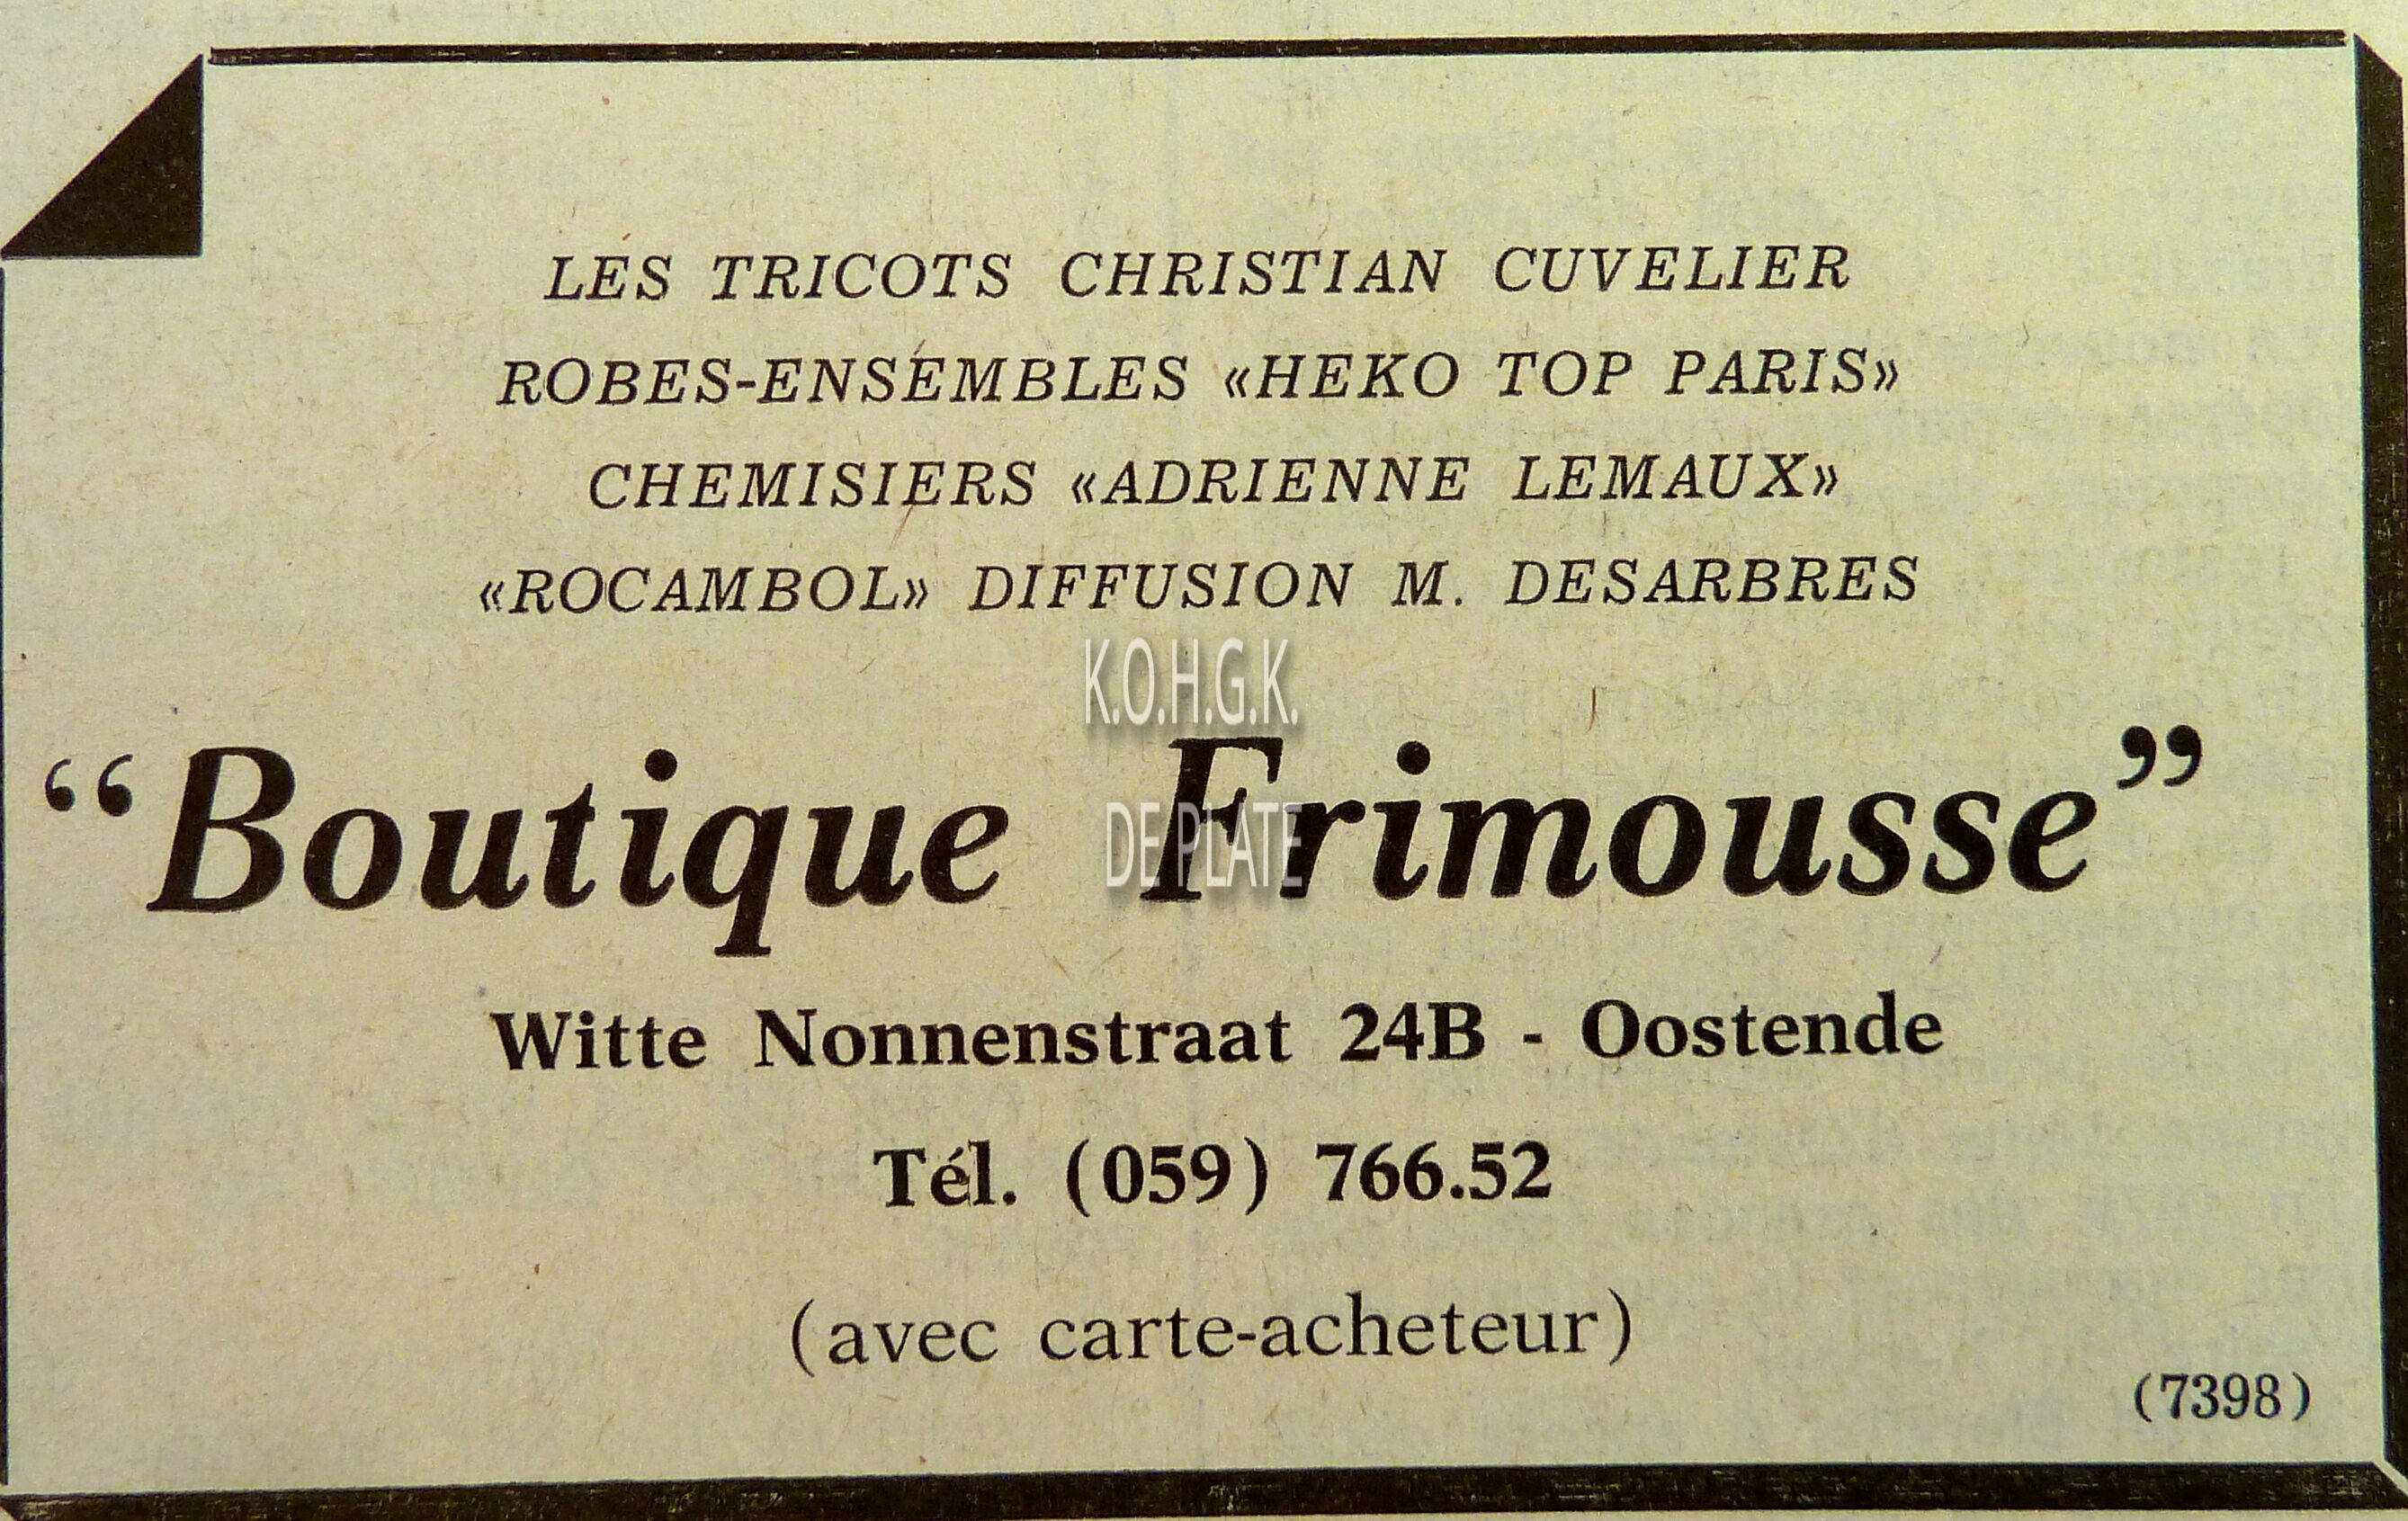 LES TRICOTS CHRISTIAN CUVELIER
ROBES-ENSEMBLES «HEKO TOP PARIS»
CHEMISIERS «ADRIENNE LEMAUX»
«ROCAMBOL» DIFFUSION M. DESARBRES
K.O.H.G.K.
“Boutique Frimousse”
DE PLATE
Witte Nonnenstraat 24B - Oostende
Tél. (059) 766.52
(avec carte-acheteur)
(7398)